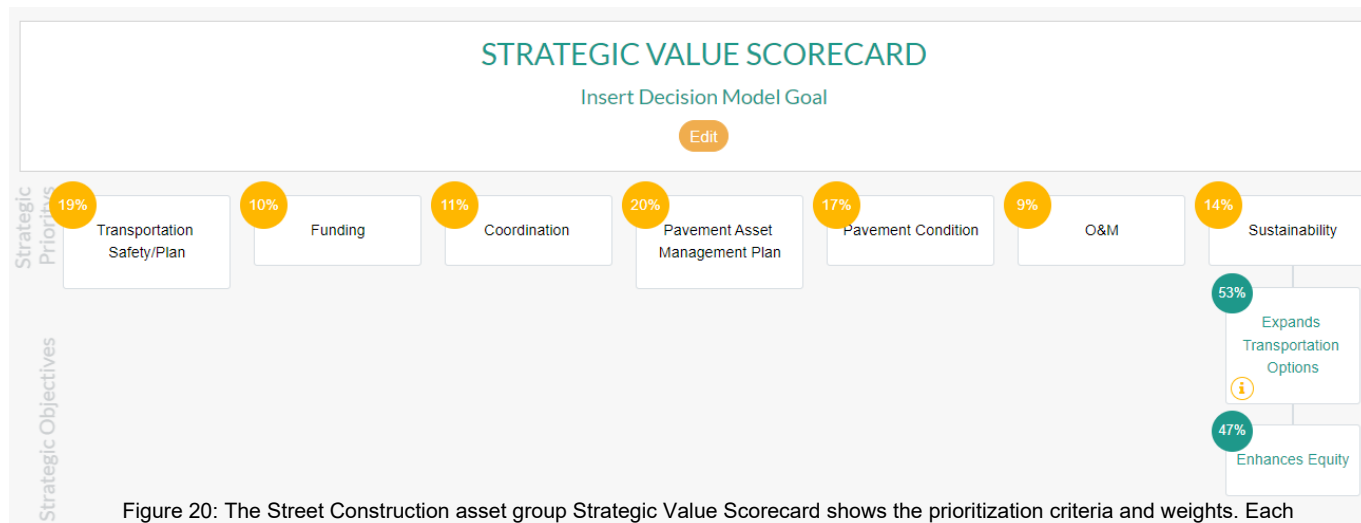 STRATEGIC VALUE SCORECARD
Insert Decision Model Goal
Edit
Strategic
Prioritys
19%
Transportation
Safety/Plan
10%
Funding
11%
Coordination
20%
Pavement Asset
Management Plan
17%
Pavement Condition
9%
O&M
14%
Sustainability
Strategic Objectives
53%
Expands
Transportation
Options
i
47%
Enhances Equity
Figure 20: The Street Construction asset group Strategic Value Scorecard shows the prioritization criteria and weights. Each